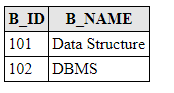 B_ID B_NAME
101 Data Structure
102 DBMS